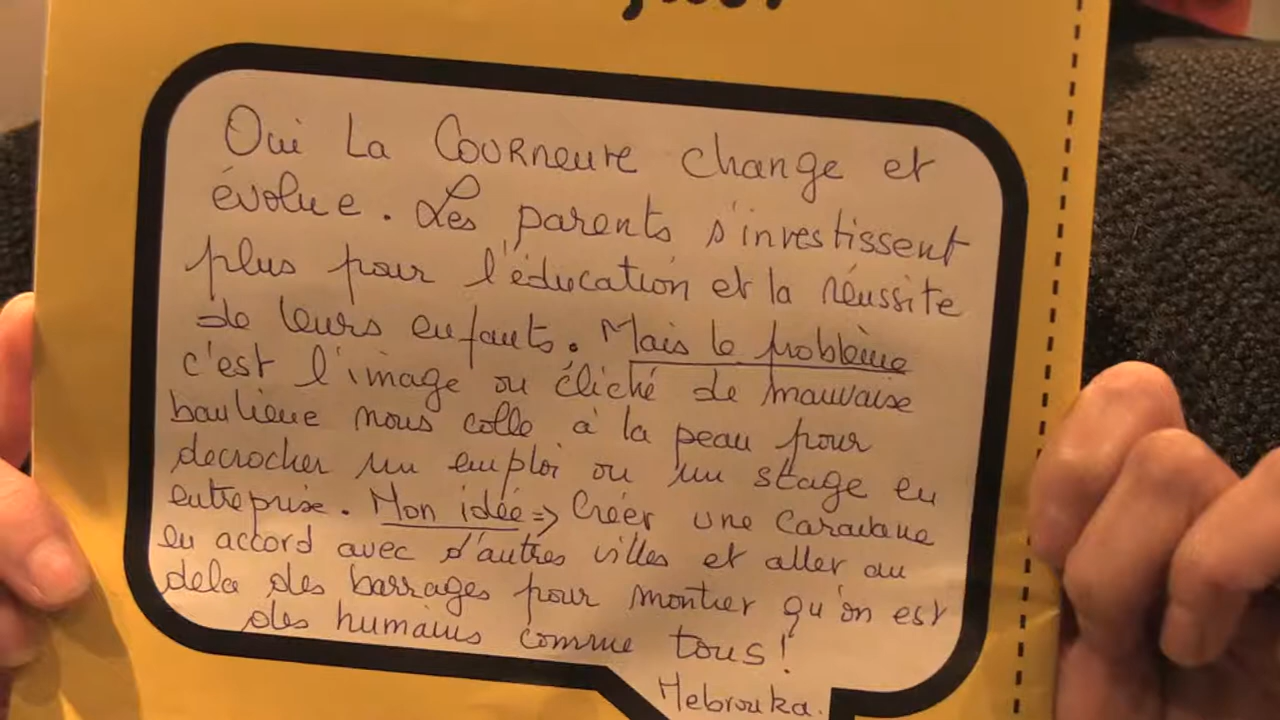 Oui La Courneuve change et
évolue. Les parents s'investissent
plus pour l'éducation et la réussite
de leurs enfants. Mais le problème
c'est l'image ou cliché de mauvaise
banlieue nous colle à la peau pour
decrocher un emploi ou un stage en
entreprise. Mon idée => Créer une Caravane
en accord avec d'autres villes et aller au
dela des barrages pour montrer qu'on est
des humains comme tous!
Mebrouka.